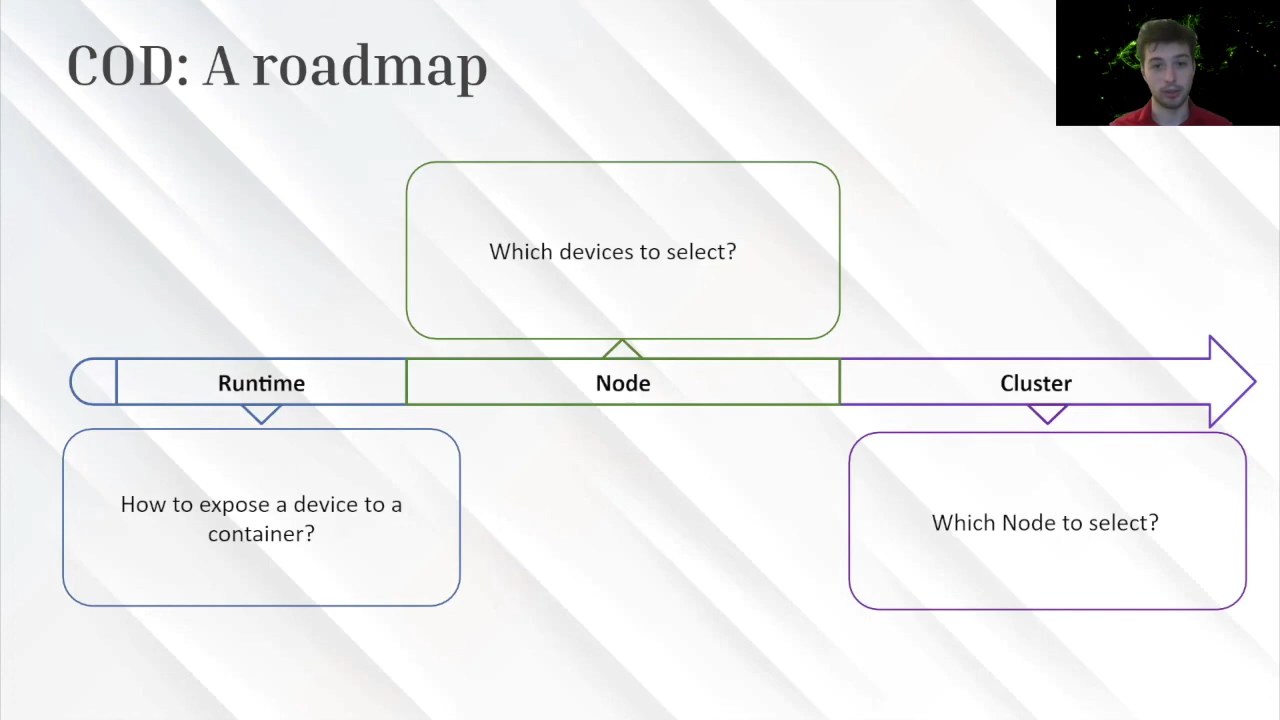 COD: A roadmap
Which devices to select?
Runtime
Node
Cluster
How to expose a device to a
container?
Which Node to select?